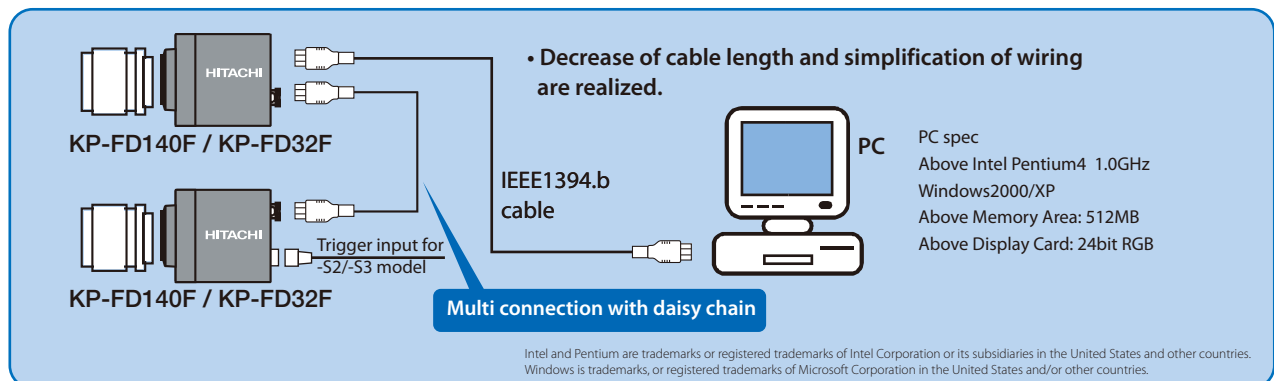 HITACHI
KP-FD140F / KP-FD32F
HITACHI
Trigger input for
-S2/-S3 model
KP-FD140F / KP-FD32F
• Decrease of cable length and simplification of wiring
are realized.
IEEE1394.b
cable
Multi connection with daisy chain
PC
PC spec
Above Intel Pentium4 1.0GHz
Windows2000/XP
Above Memory Area: 512MB
Above Display Card: 24bit RGB
Intel and Pentium are trademarks or registered trademarks of Intel Corporation or its subsidiaries in the United States and other countries.
Windows is trademarks, or registered trademarks of Microsoft Corporation in the United States and/or other countries.